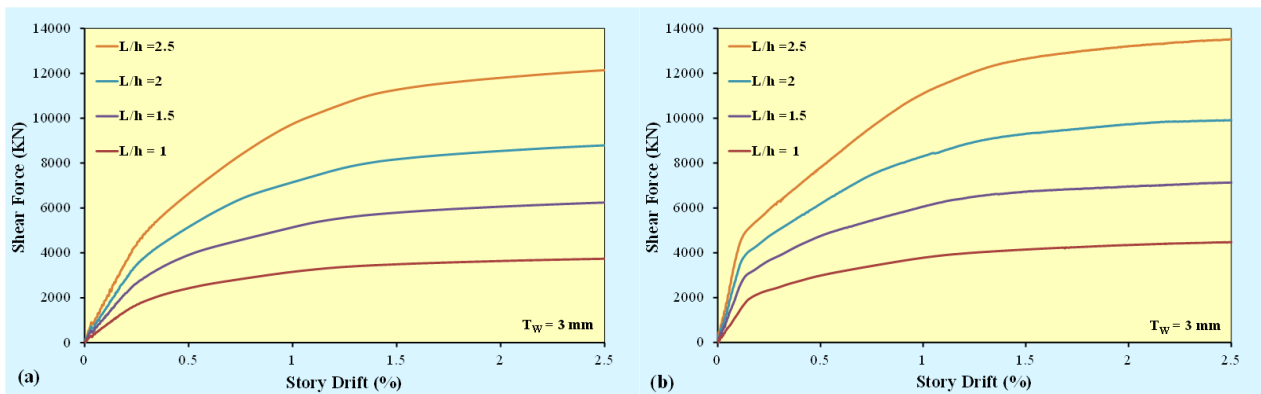 14000
12000
10000
8000
6000
4000
2000
0
Shear Force (KN)
L/h =2.5
L/h =2
L/h =1.5
L/h = 1
T_W = 3 mm
0 0.5 1 1.5 2 2.5
Story Drift (%)
(a)
14000
12000
10000
8000
6000
4000
2000
0
Shear Force (KN)
L/h =2.5
L/h =2
L/h =1.5
L/h = 1
T_W = 3 mm
0 0.5 1 1.5 2 2.5
Story Drift (%)
(b)